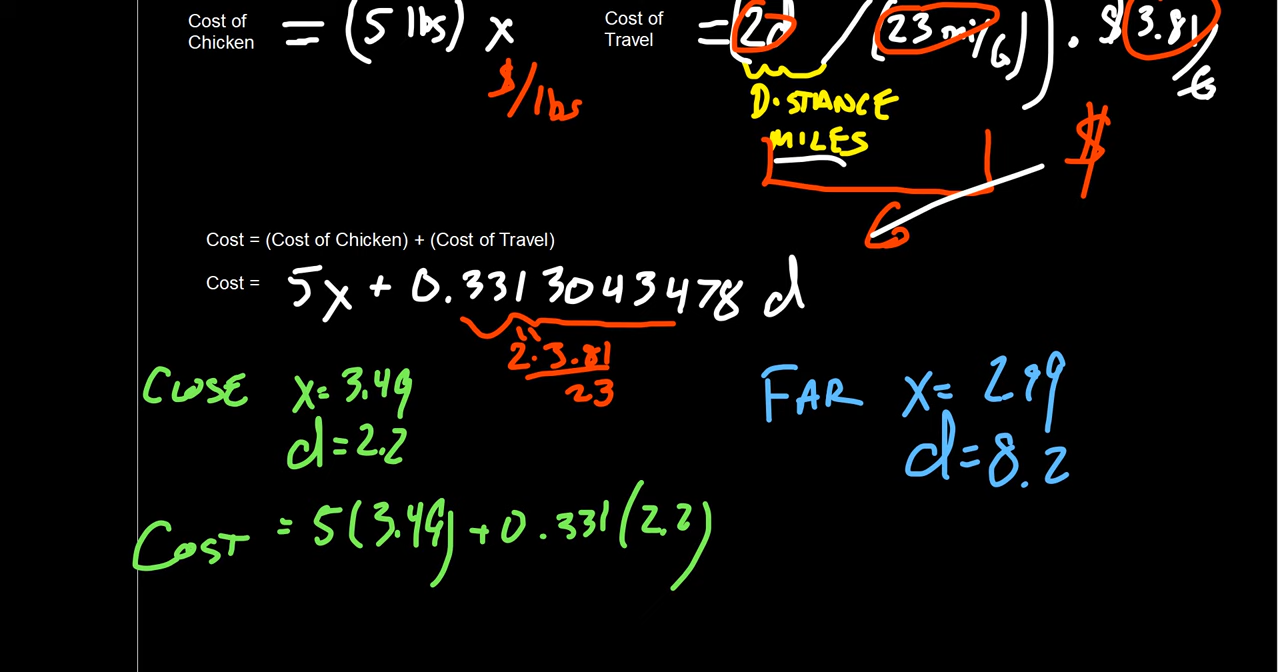 Cost of Chicken = (5 lbs) x $/lbs
Cost of Travel = (2d / (23 mi/G)) · $3.81/G
DISTANCE
MILES
G
$
Cost = (Cost of Chicken) + (Cost of Travel)
Cost = 5x + 0.3313043478 d
2·3.81
23
CLOSE x=3.49
d=2.2
FAR x=2.99
d=8.2
COST = 5(3.49) + 0.331(2.2)